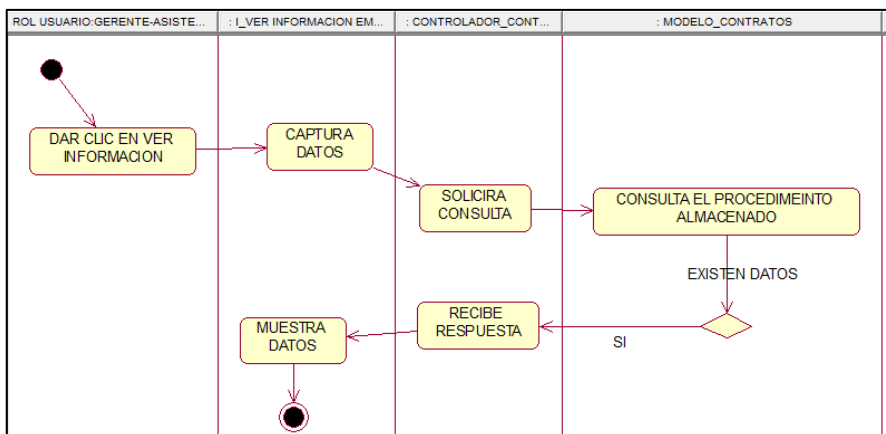 ROL USUARIO:GERENTE-ASISTE...
: I_VER INFORMACION EM...
: CONTROLADOR_CONT...
: MODELO_CONTRATOS
DAR CLIC EN VER
INFORMACION
CAPTURA
DATOS
SOLICIRA
CONSULTA
CONSULTA EL PROCEDIMEINTO
ALMACENADO
EXISTEN DATOS
SI
RECIBE
RESPUESTA
MUESTRA
DATOS